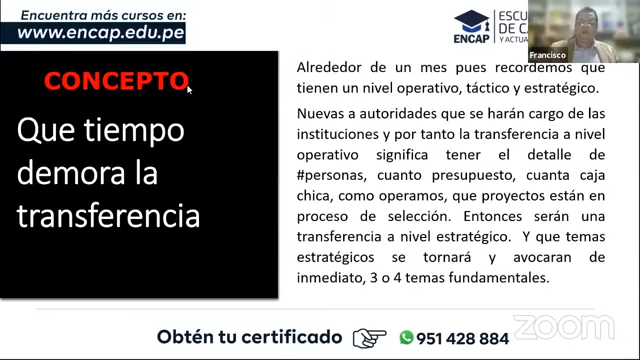 Encuentra más cursos en:
www.encap.edu.pe
ENCAP
ESCUE
DE CA
Y ACTUA
Francisco
CONCEPTO
Que tiempo
demora la
transferencia
Alrededor de un mes pues recordemos que
tienen un nivel operativo, táctico y estratégico.
Nuevas a autoridades que se harán cargo de las
instituciones y por tanto la transferencia a nivel
operativo significa tener el detalle de
#personas, cuanto presupuesto, cuanta caja
chica, como operamos, que proyectos están en
proceso de selección. Entonces serán una
transferencia a nivel estratégico. Y que temas
estratégicos se tornará y avocaran de
inmediato, 3 o 4 temas fundamentales.
Obtén tu certificado
951 428 884
zoom